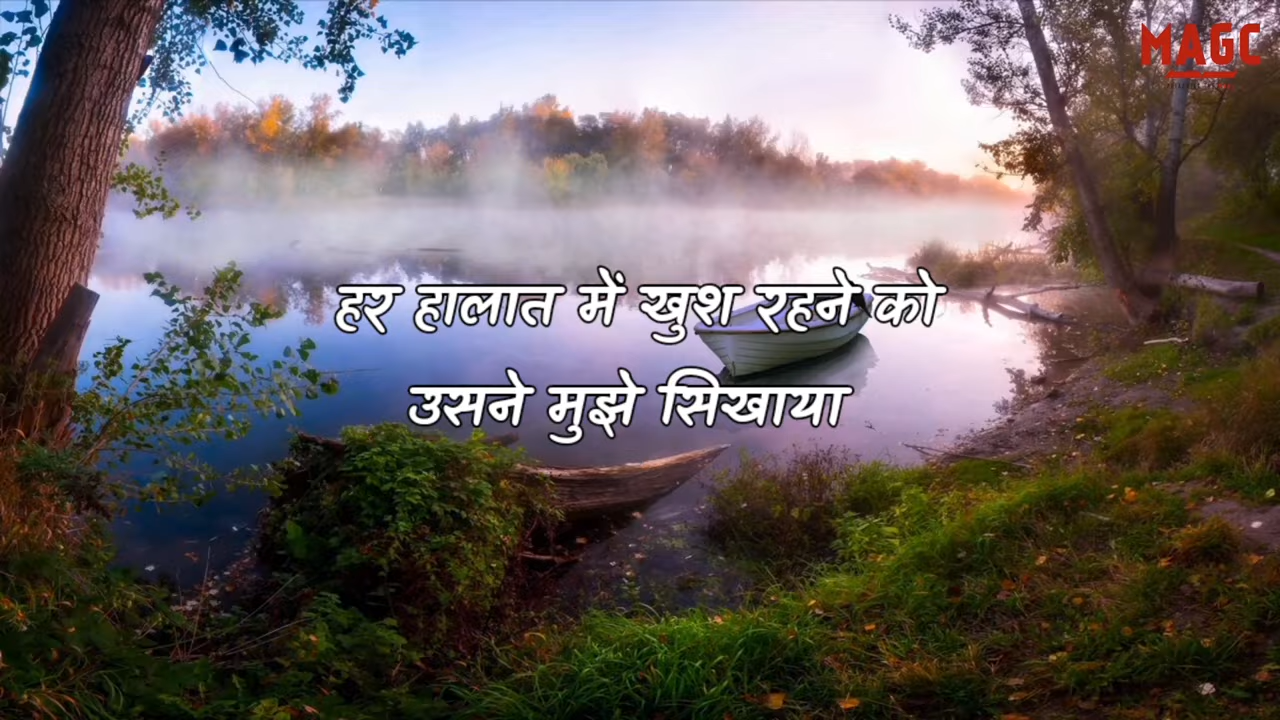 MAGC
हर हालात में खुश रहने को
उसने मुझे सिखाया